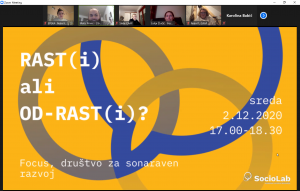 Zoom Meeting
Karolina Babič
RAST(i)
ali
OD-RAST(i)?
sreda
2.12.2020
17.00-18.30
Focus, društvo za sonaraven
razvoj
SocioLab